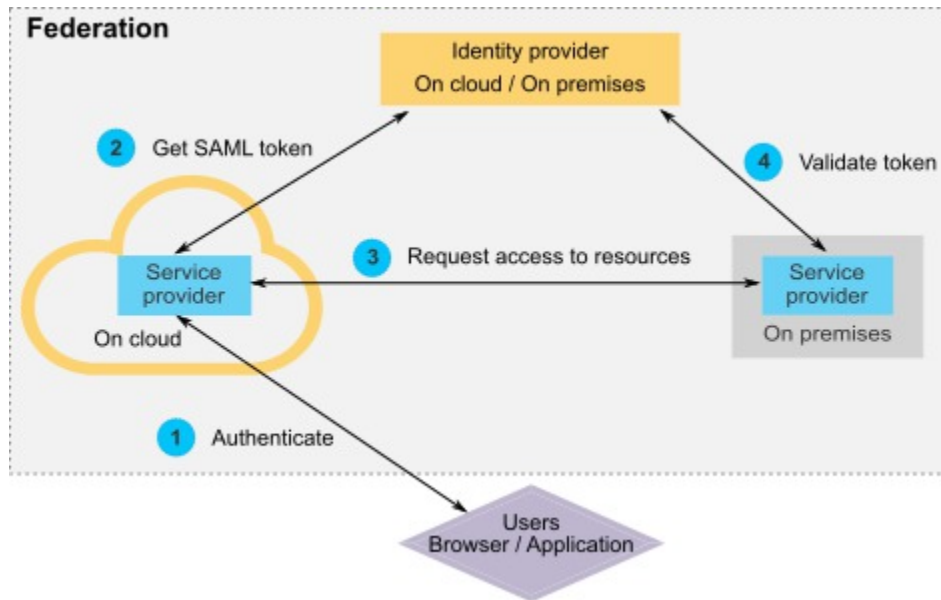 Federation
Identity provider
On cloud / On premises
2 Get SAML token
4 Validate token
3 Request access to resources
Service
provider
On cloud
Service
provider
On premises
1 Authenticate
Users
Browser / Application